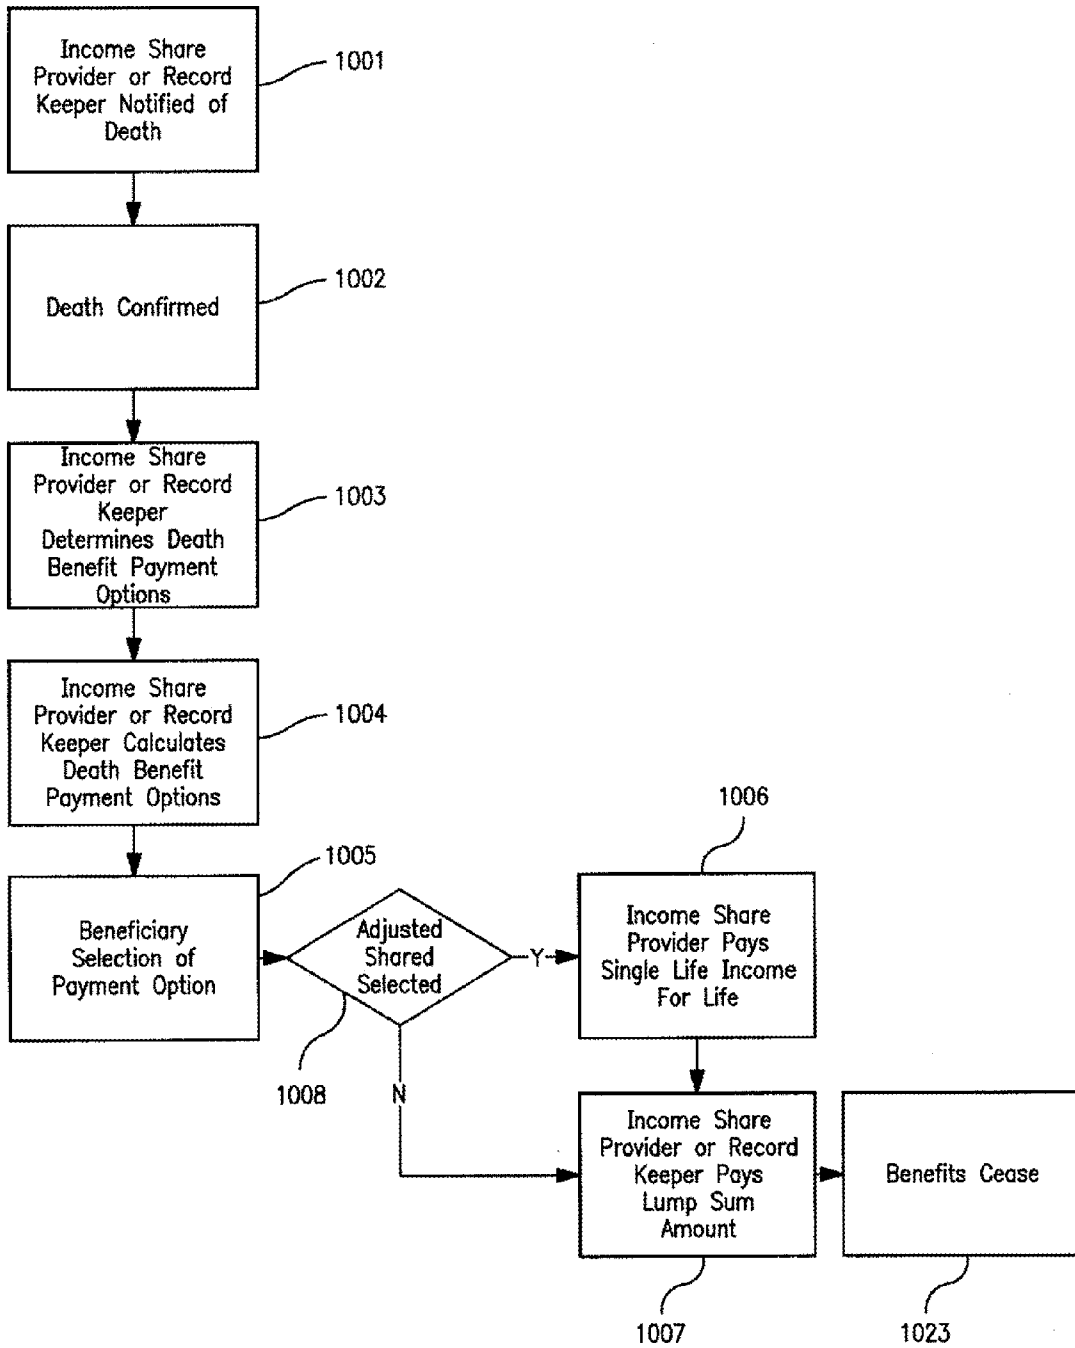 Income Share
Provider or Record
Keeper Notified of
Death
1001
Death Confirmed
1002
Income Share
Provider or Record
Keeper
Determines Death
Benefit Payment
Options
1003
Income Share
Provider or Record
Keeper Calculates
Death Benefit
Payment Options
1004
Beneficiary
Selection of
Payment Option
1005
Adjusted
Shared
Selected
1008
Y
N
1006
Income Share
Provider Pays
Single Life Income
For Life
Income Share
Provider or Record
Keeper Pays
Lump Sum
Amount
1007
Benefits Cease
1023